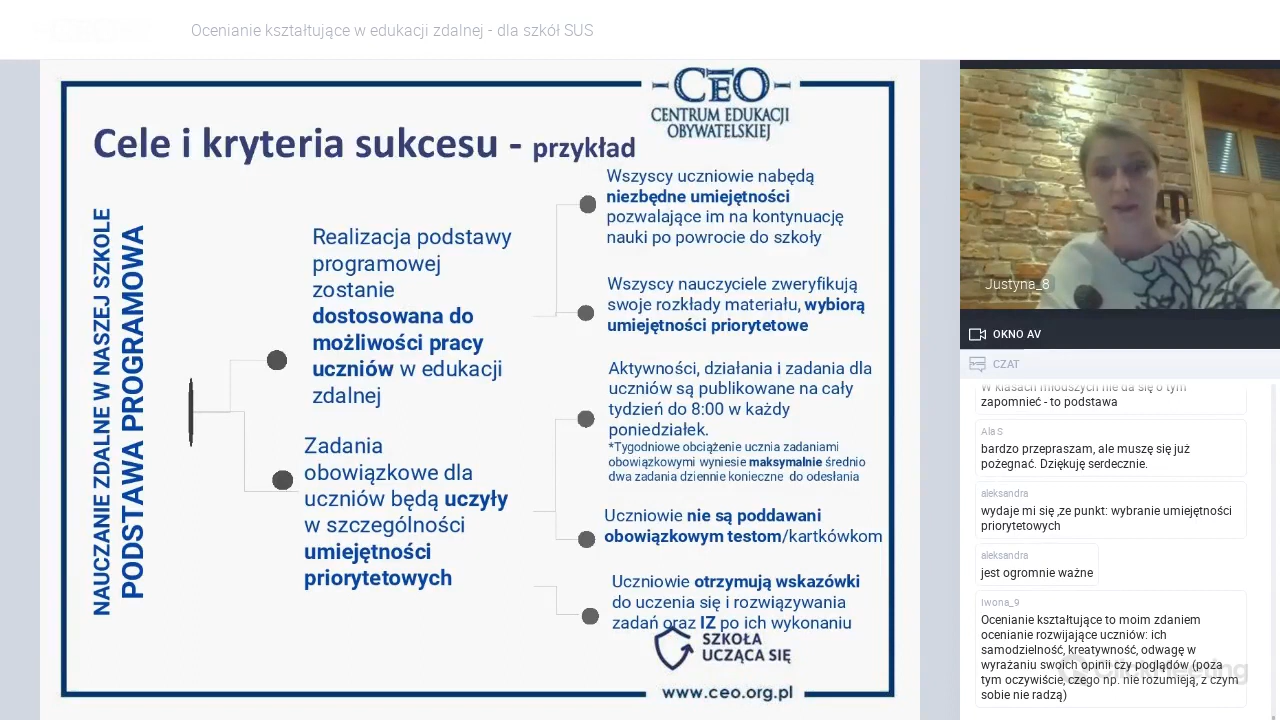 Ocenianie kształtujące w edukacji zdalnej - dla szkół SUS
CEO
CENTRUM EDUKACJI
OBYWATELSKIEJ
Cele i kryteria sukcesu - przykład
NAUCZANIE ZDALNE W NASZEJ SZKOLE
PODSTAWA PROGRAMOWA
Realizacja podstawy
programowej
zostanie
dostosowana do
możliwości pracy
uczniów w edukacji
zdalnej
Zadania
obowiązkowe dla
uczniów będą uczyły
w szczególności
umiejętności
priorytetowych
Wszyscy uczniowie nabędą
niezbędne umiejętności
pozwalające im na kontynuację
nauki po powrocie do szkoły
Wszyscy nauczyciele zweryfikują
swoje rozkłady materiału, wybiorą
umiejętności priorytetowe
Aktywności, działania i zadania dla
uczniów są publikowane na cały
tydzień do 8:00 w każdy
poniedziałek.
*Tygodniowe obciążenie ucznia zadaniami
obowiązkowymi wyniesie maksymalnie średnio
dwa zadania dziennie konieczne do odesłania
Uczniowie nie są poddawani
obowiązkowym testom/kartkówkom
Uczniowie otrzymują wskazówki
do uczenia się i rozwiązywania
zadań oraz IZ po ich wykonaniu
SZKOŁA
UCZĄCA SIĘ
www.ceo.org.pl
Justyna_8
OKNO AV
CZAT
W klasach młodszych nie da się o tym
zapomnieć - to podstawa
Ala S
bardzo przepraszam, ale muszę się już
pożegnać. Dziękuję serdecznie.
aleksandra
wydaje mi się ,ze punkt: wybranie umiejętności
priorytetowych
aleksandra
jest ogromnie ważne
Iwona_9
Ocenianie kształtujące to moim zdaniem
ocenianie rozwijające uczniów: ich
samodzielność, kreatywność, odwagę w
wyrażaniu swoich opinii czy poglądów (poza
tym oczywiście, czego np. nie rozumieją, z czym
sobie nie radzą)